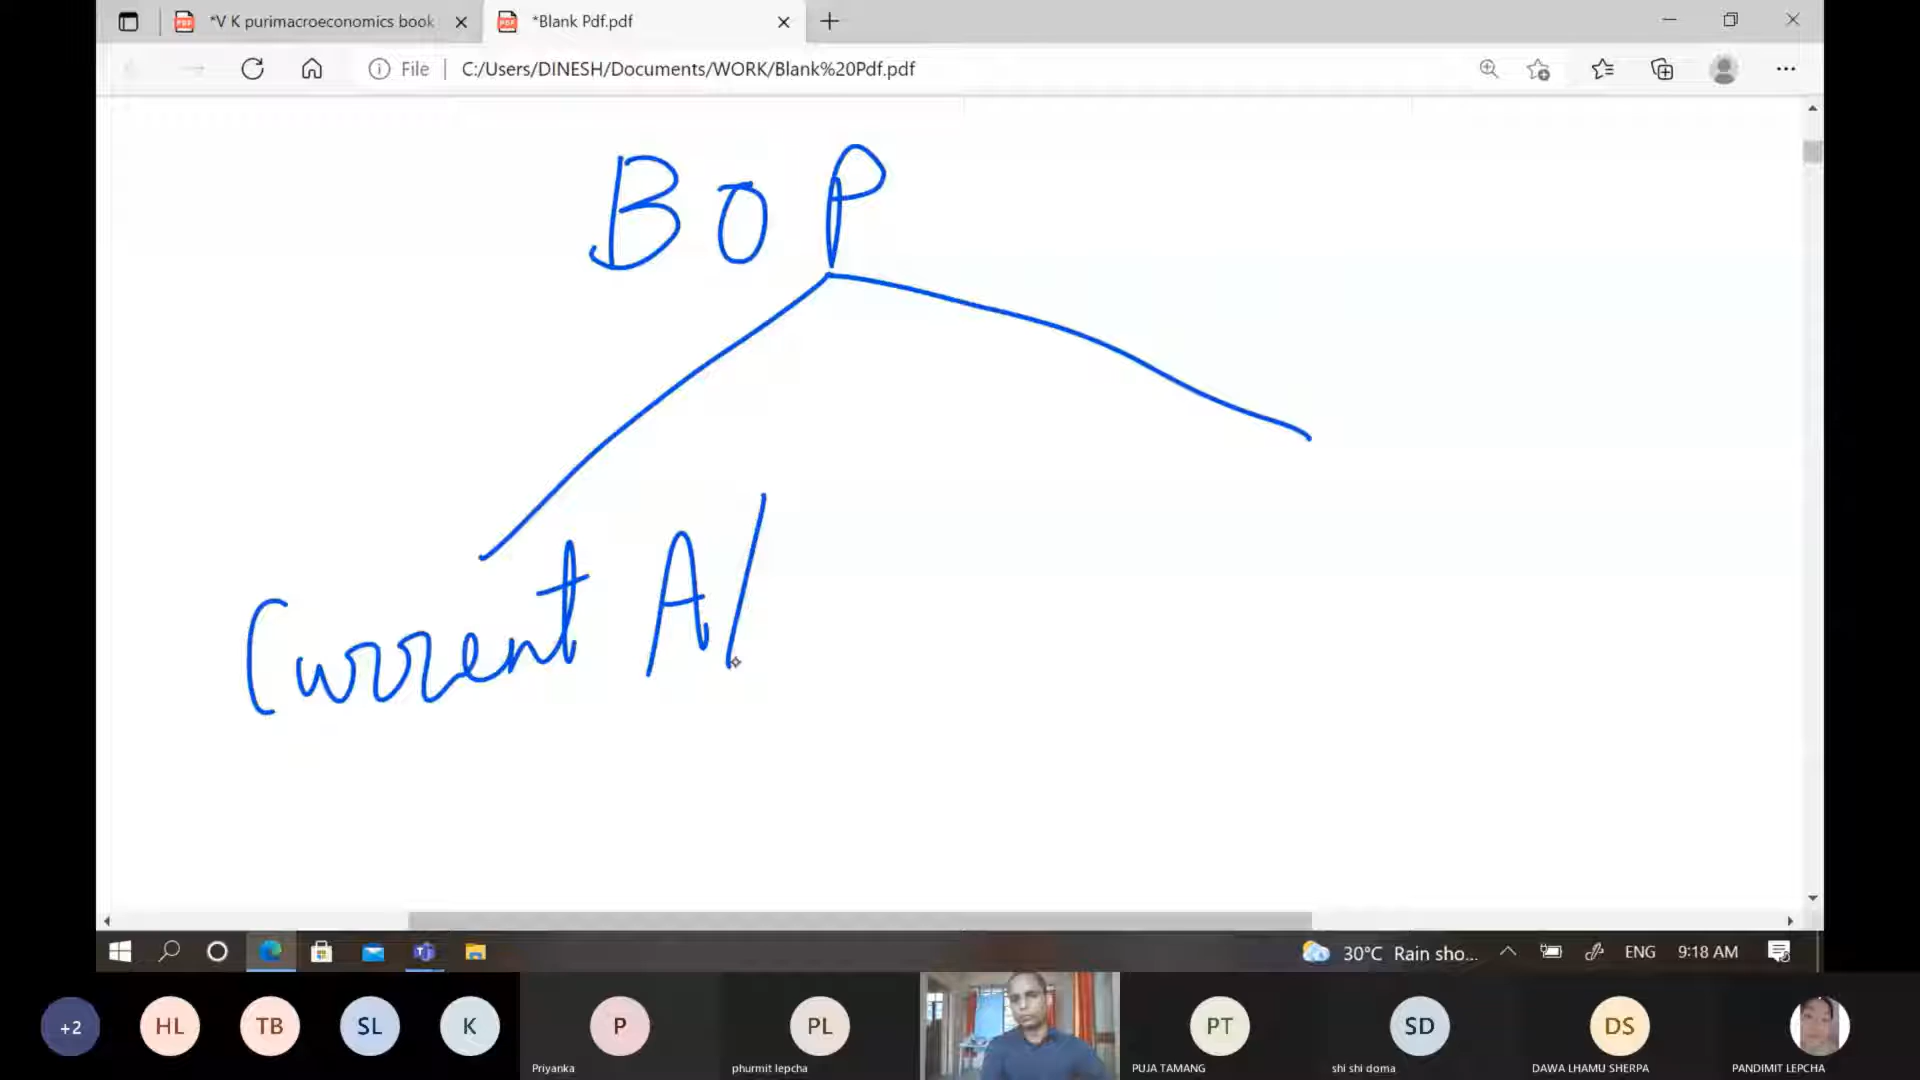 *V K purimacroeconomics book
*Blank Pdf.pdf
File
C:/Users/DINESH/Documents/WORK/Blank%20Pdf.pdf
BOP
Current A/
30°C Rain sho...
ENG
9:18 AM
+2
HL
TB
SL
K
P
PL
PT
SD
DS
Priyanka
phurmit lepcha
PUJA TAMANG
shi shi doma
DAWA LHAMU SHERPA
PANDIMIT LEPCHA